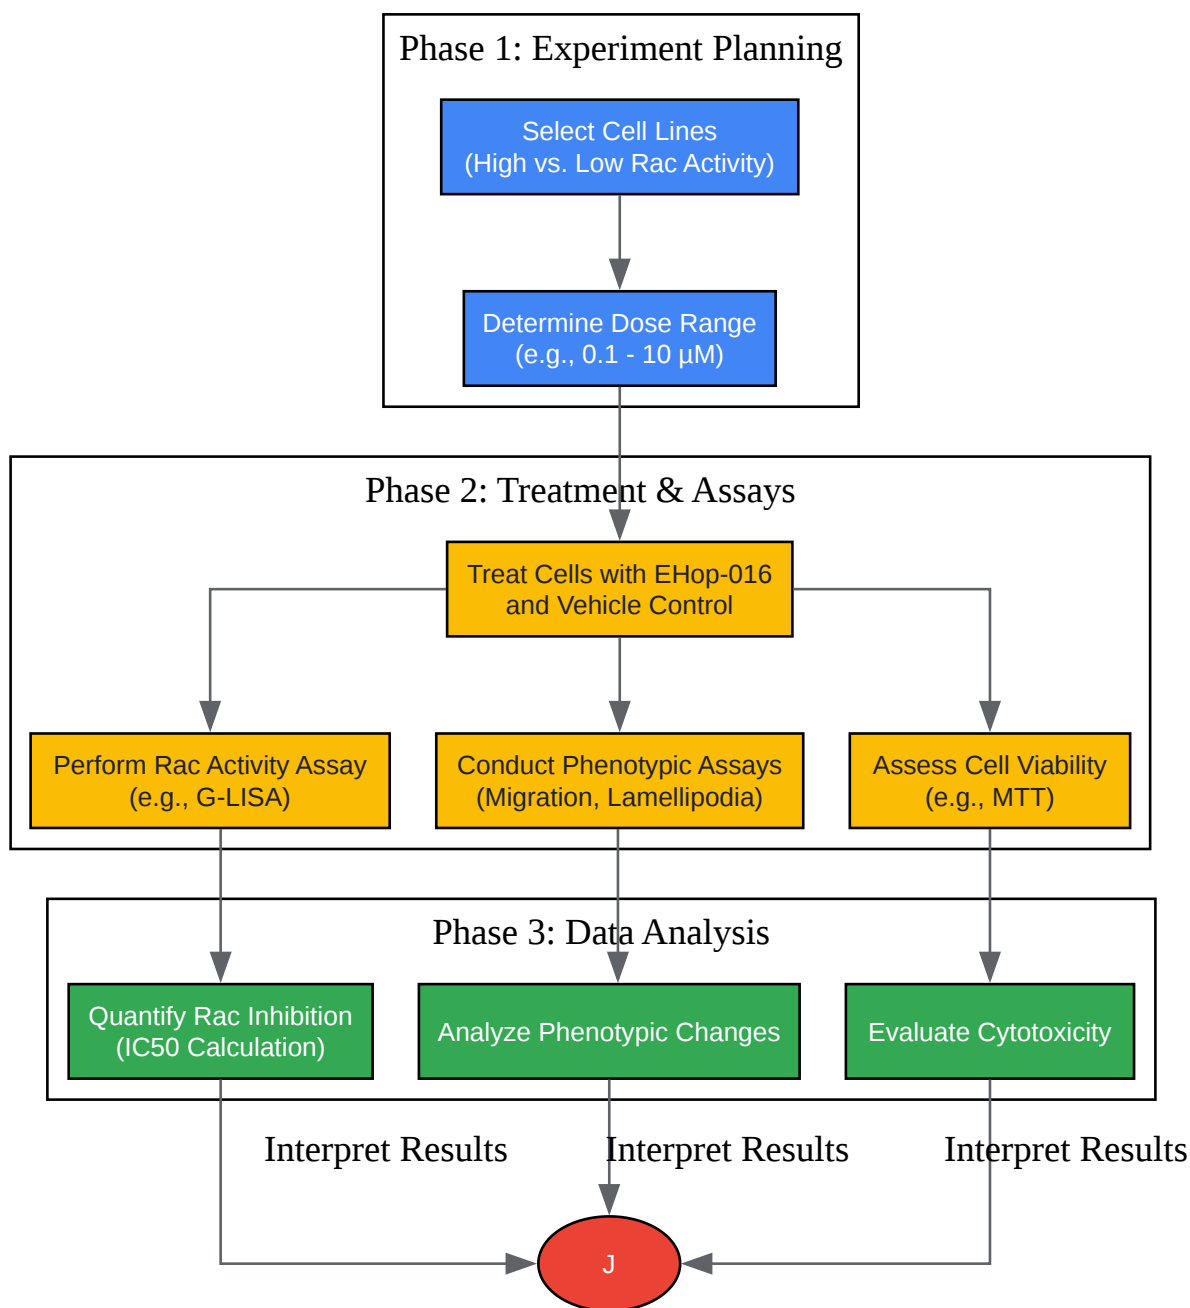 Phase 1: Experiment Planning
Select Cell Lines
(High vs. Low Rac Activity)
Determine Dose Range
(e.g., 0.1 - 10 µM)
Phase 2: Treatment & Assays
Treat Cells with EHop-016
and Vehicle Control
Perform Rac Activity Assay
(e.g., G-LISA)
Conduct Phenotypic Assays
(Migration, Lamellipodia)
Assess Cell Viability
(e.g., MTT)
Phase 3: Data Analysis
Quantify Rac Inhibition
(IC50 Calculation)
Analyze Phenotypic Changes
Evaluate Cytotoxicity
Interpret Results
Interpret Results
Interpret Results
J